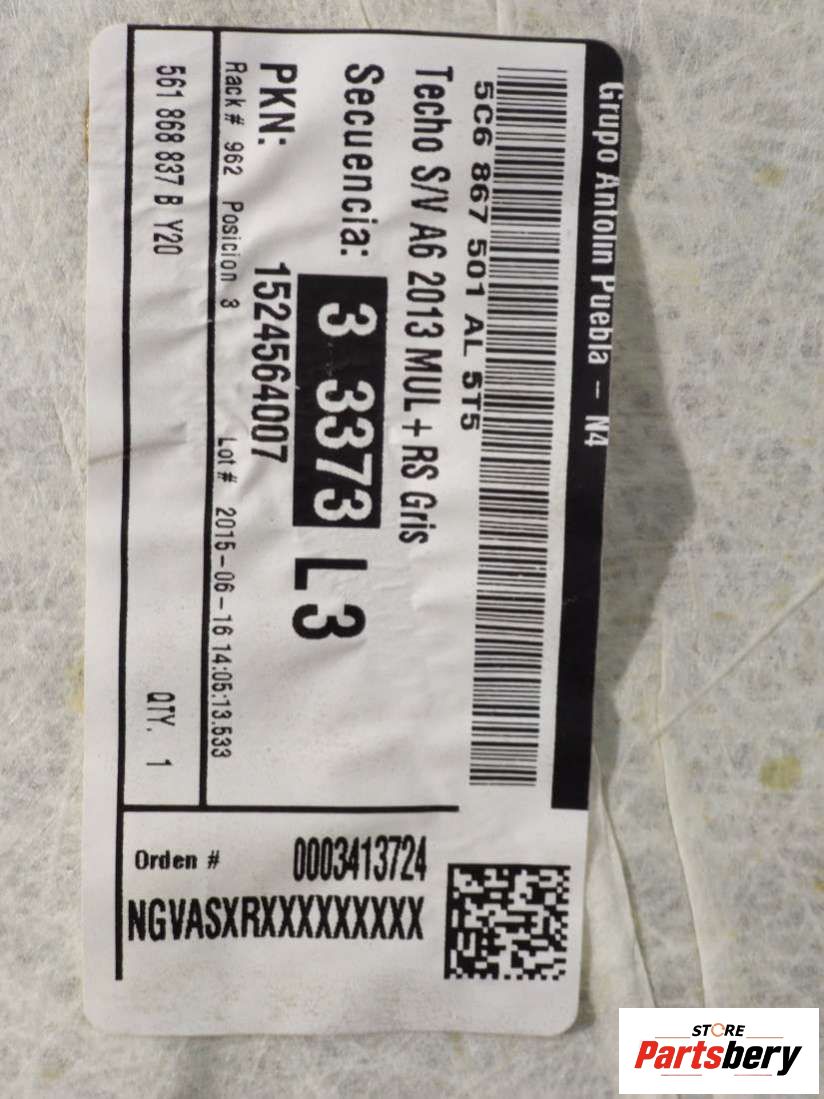 Grupo Antolin Puebla -- N4
5C6 867 501 AL 5T5
Techo S/V A6 2013 MUL + RS Gris
Secuencia: 3 3373 L3
PKN: 1524564007
Rack# 962 Posicion 3 Lot# 2015-06-16 14:05:13.533
561 868 837 B Y20 QTY. 1
Orden # 0003413724
NGVASXRXXXXXXXXX
STORE
Partsbery